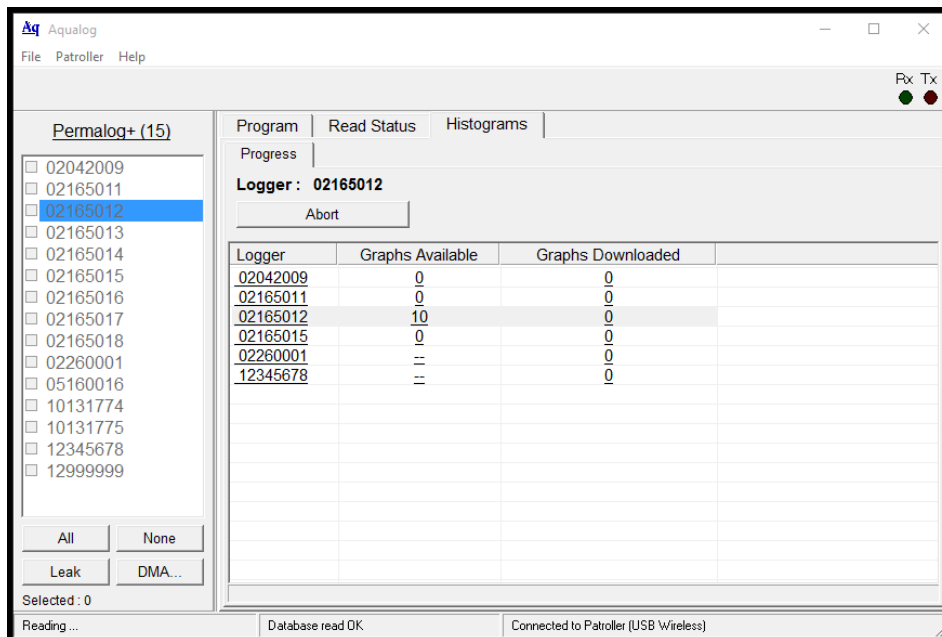 Aq Aqualog
File Patroller Help
Rx Tx
Permalog+ (15)
02042009
02165011
02165012
02165013
02165014
02165015
02165016
02165017
02165018
02260001
05160016
10131774
10131775
12345678
12999999
All None
Leak DMA...
Selected : 0
Program Read Status Histograms
Progress
Logger : 02165012
Abort
Logger Graphs Available Graphs Downloaded
02042009 0 0
02165011 0 0
02165012 10 0
02165015 0 0
02260001 -- 0
12345678 -- 0
Reading ... Database read OK Connected to Patroller (USB Wireless)